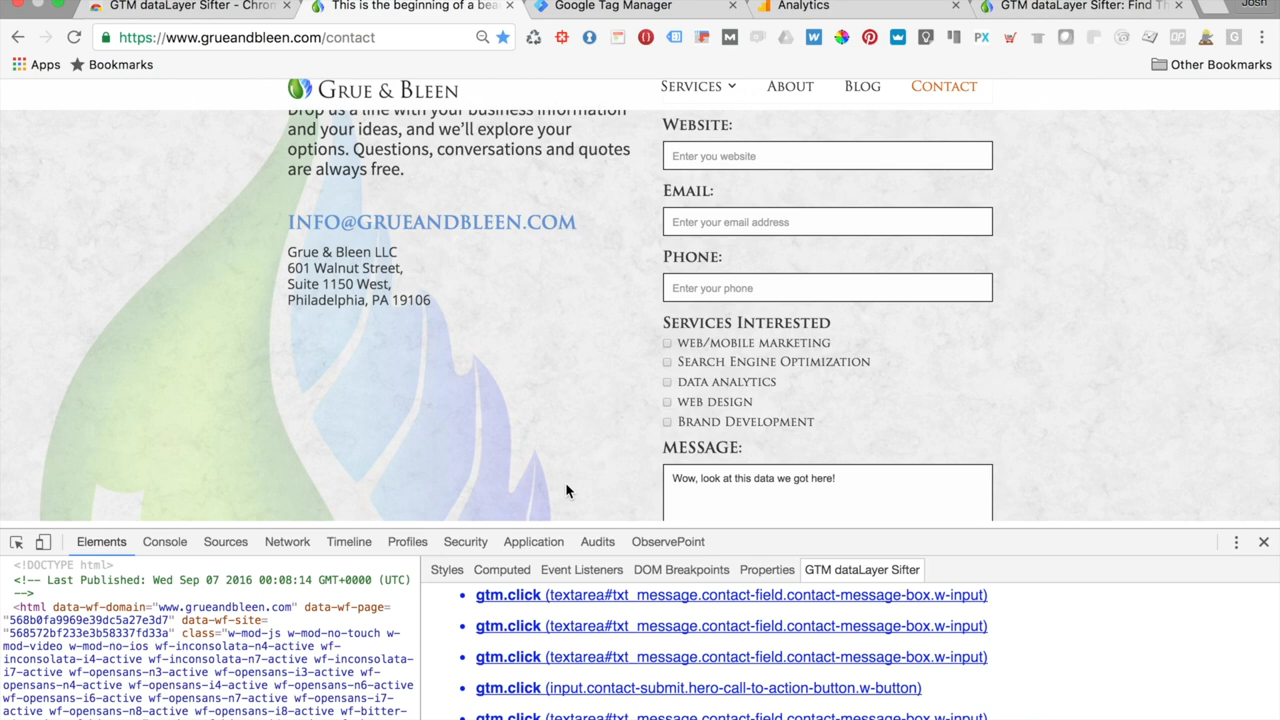 GTM dataLayer Sifter - Chron
This is the beginning of a bea
Google Tag Manager
Analytics
GTM dataLayer Sifter: Find Th
Josh
https://www.grueandbleen.com/contact
Apps
Bookmarks
Other Bookmarks
GRUE & BLEEN
SERVICES
ABOUT
BLOG
CONTACT
Drop us a line with your business information
and your ideas, and we'll explore your
options. Questions, conversations and quotes
are always free.
INFO@GRUEANDBLEEN.COM
Grue & Bleen LLC
601 Walnut Street,
Suite 1150 West,
Philadelphia, PA 19106
WEBSITE:
Enter you website
EMAIL:
Enter your email address
PHONE:
Enter your phone
SERVICES INTERESTED
WEB/MOBILE MARKETING
SEARCH ENGINE OPTIMIZATION
DATA ANALYTICS
WEB DESIGN
BRAND DEVELOPMENT
MESSAGE:
Wow, look at this data we got here!
Elements Console Sources Network Timeline Profiles Security Application Audits ObservePoint
<!DOCTYPE html>
<!-- Last Published: Wed Sep 07 2016 00:08:14 GMT+0000 (UTC)
-->
<html data-wf-domain="www.grueandbleen.com" data-wf-page=
"568b0fa9969e39dc5a27e3d7" data-wf-site=
"568572bf233e3b58337fd33a" class="w-mod-js w-mod-no-touch w-
mod-video w-mod-no-ios wf-inconsolata-n4-active wf-
inconsolata-i4-active wf-inconsolata-n7-active wf-inconsolata-
i7-active wf-opensans-n3-active wf-opensans-i3-active wf-
opensans-n4-active wf-opensans-i4-active wf-opensans-n6-active
wf-opensans-i6-active wf-opensans-n7-active wf-opensans-i7-
active wf-opensans-n8-active wf-opensans-i8-active wf-bitter-
Styles Computed Event Listeners DOM Breakpoints Properties GTM dataLayer Sifter
gtm.click (textarea#txt_message.contact-field.contact-message-box.w-input)
gtm.click (textarea#txt_message.contact-field.contact-message-box.w-input)
gtm.click (textarea#txt_message.contact-field.contact-message-box.w-input)
gtm.click (input.contact-submit.hero-call-to-action-button.w-button)
gtm.click (textarea#txt_message.contact-field.contact-message-box.w-input)